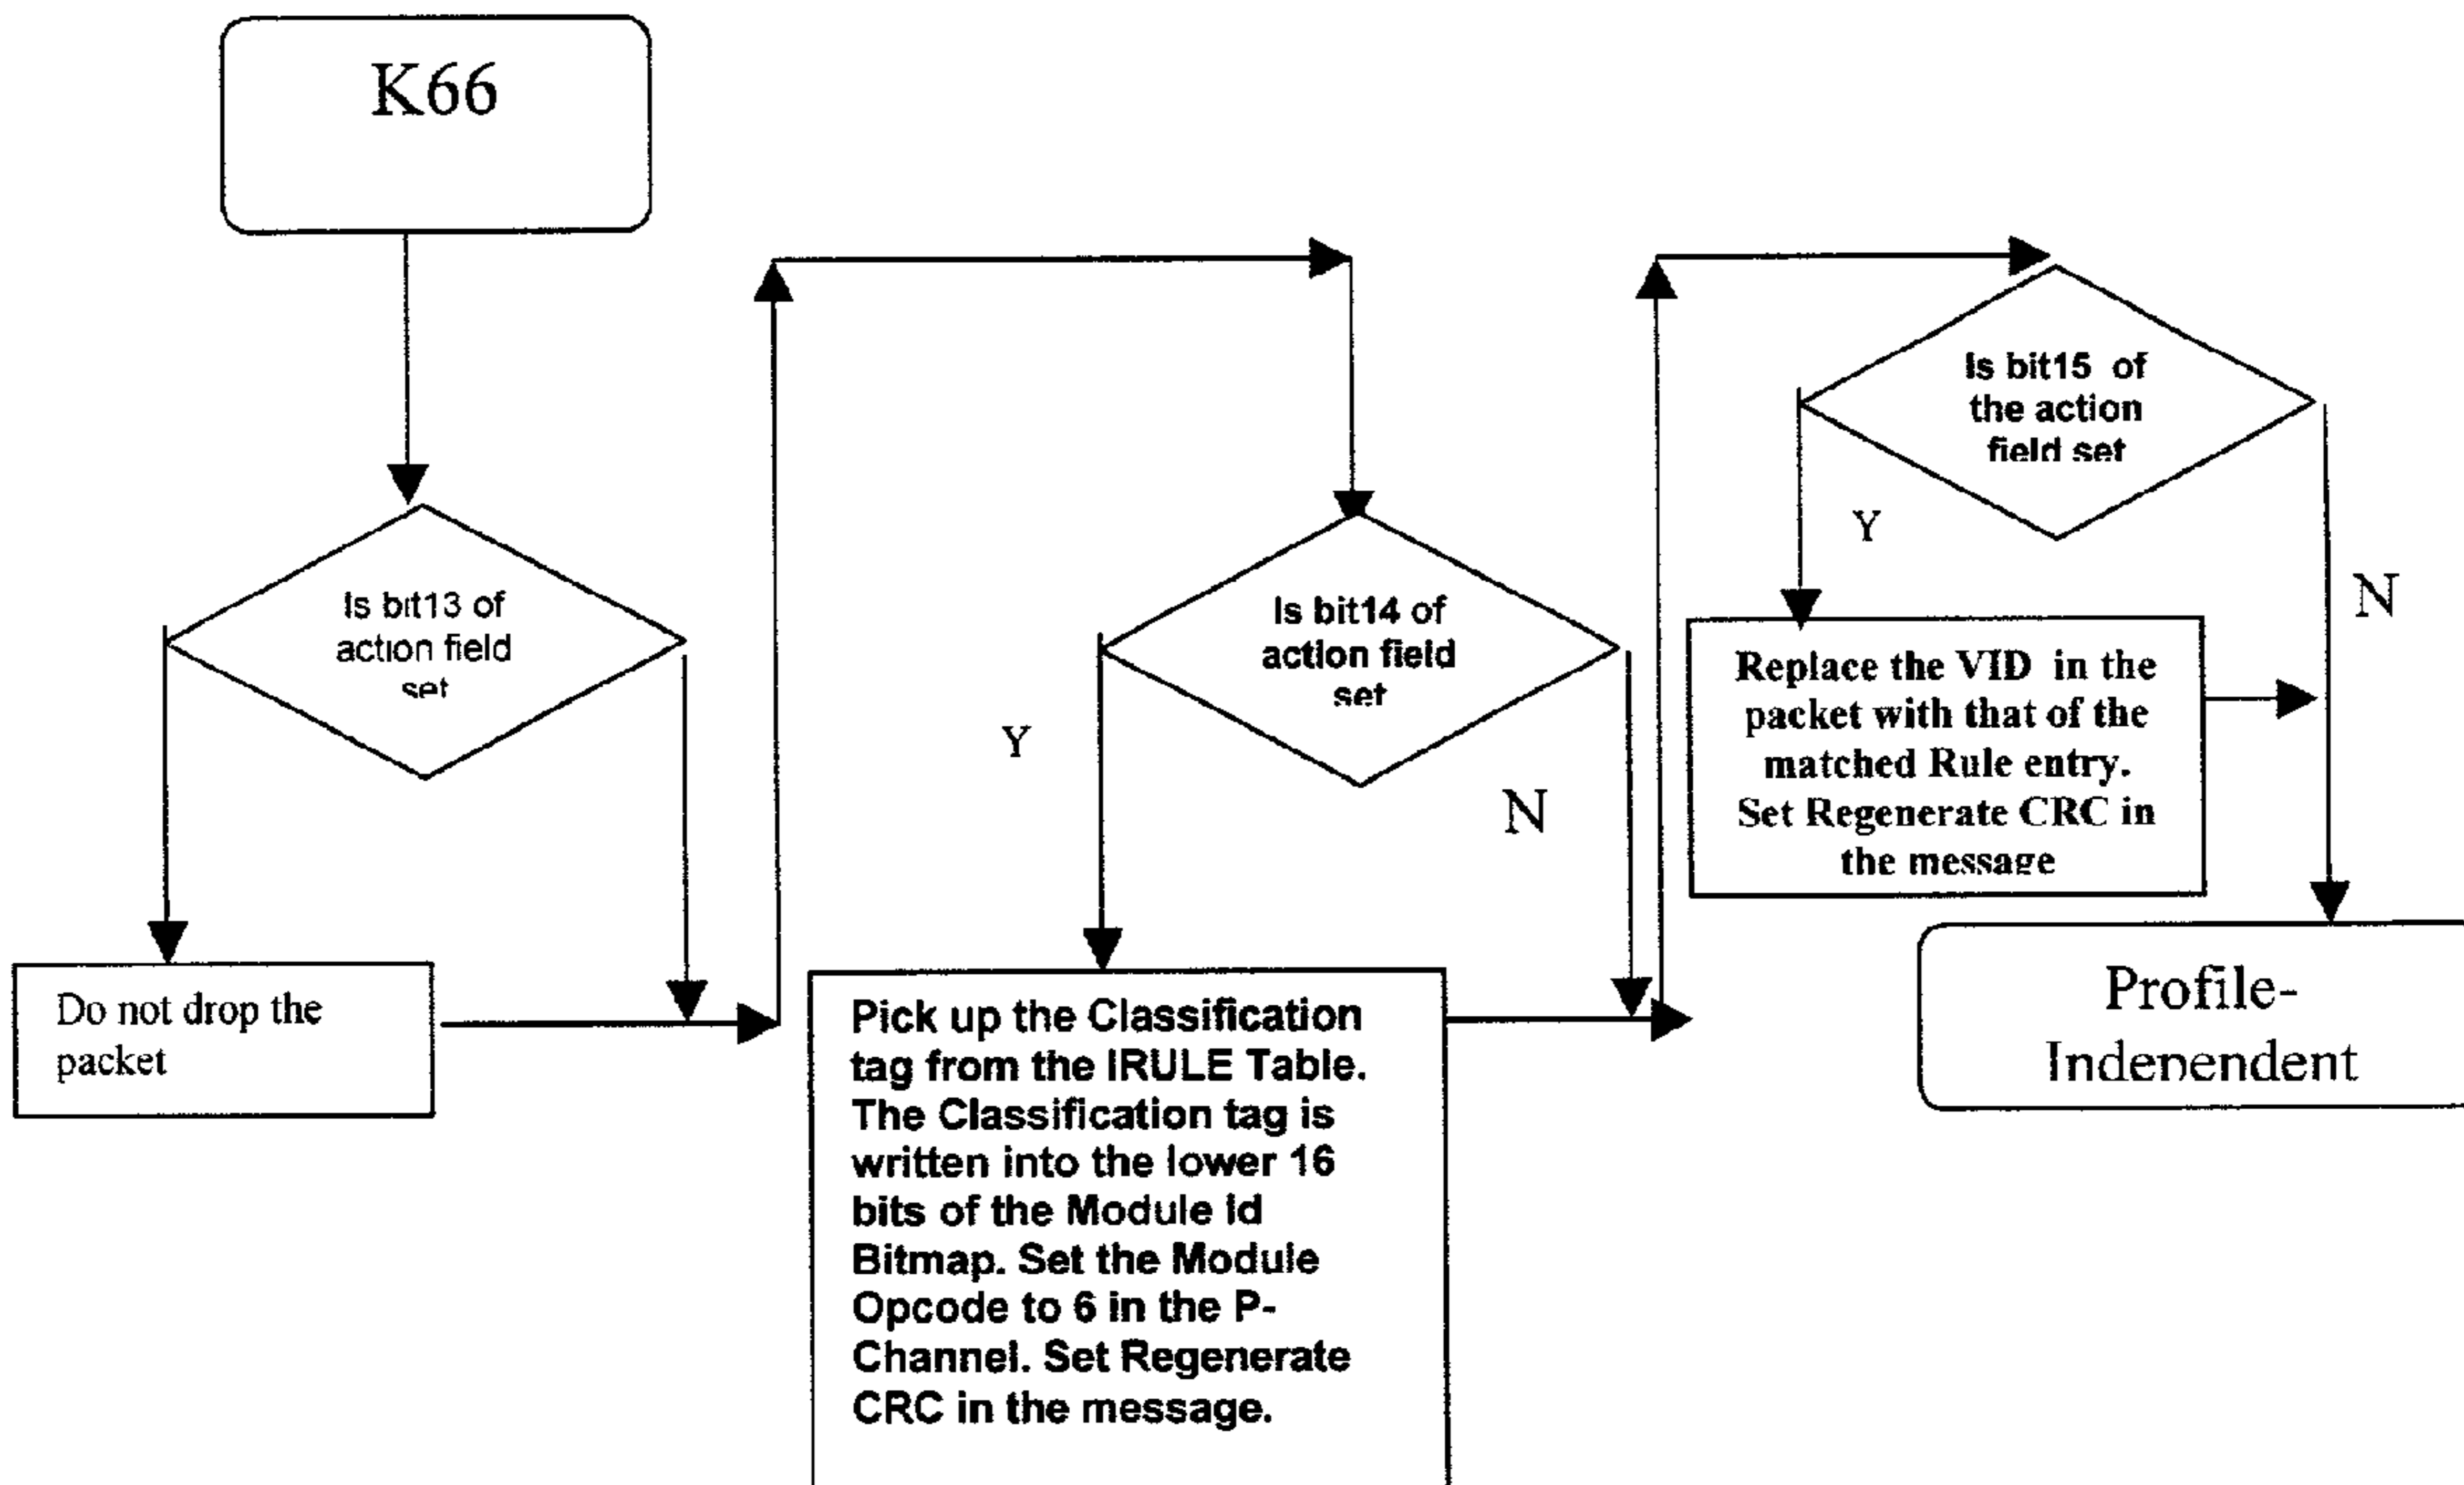 K66
Is bit13 of
action field
set
Do not drop the
packet
Is bit14 of
action field
set
Y
N
Pick up the Classification
tag from the IRULE Table.
The Classification tag is
written into the lower 16
bits of the Module Id
Bitmap. Set the Module
Opcode to 6 in the P-
Channel. Set Regenerate
CRC in the message.
Is bit15 of
the action
field set
Y
N
Replace the VID in the
packet with that of the
matched Rule entry.
Set Regenerate CRC in
the message
Profile-
Independent